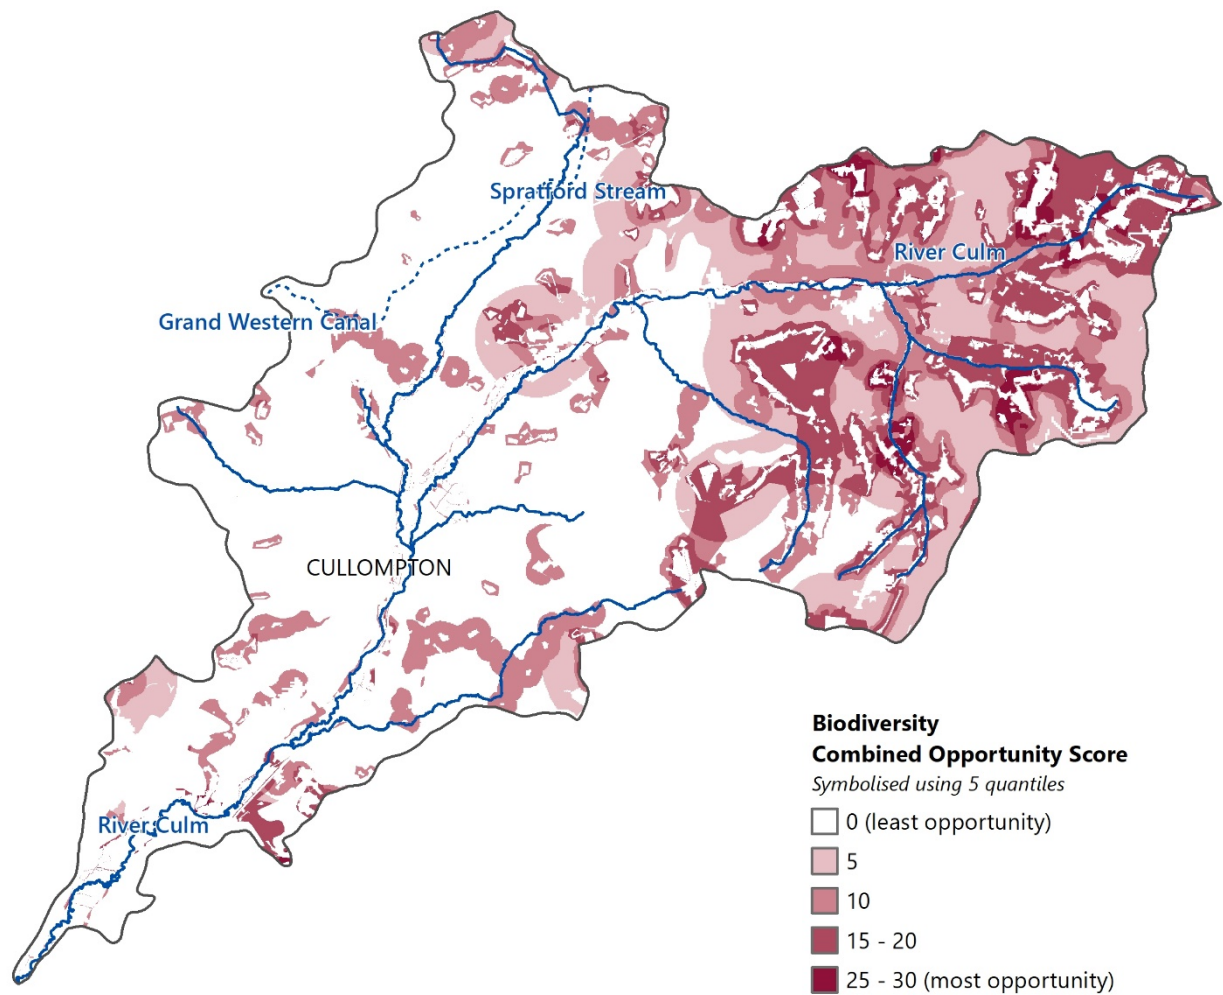 Spratford Stream
River Culm
Grand Western Canal
CULLOMPTON
River Culm
Biodiversity
Combined Opportunity Score
Symbolised using 5 quantiles
0 (least opportunity)
5
10
15 - 20
25 - 30 (most opportunity)